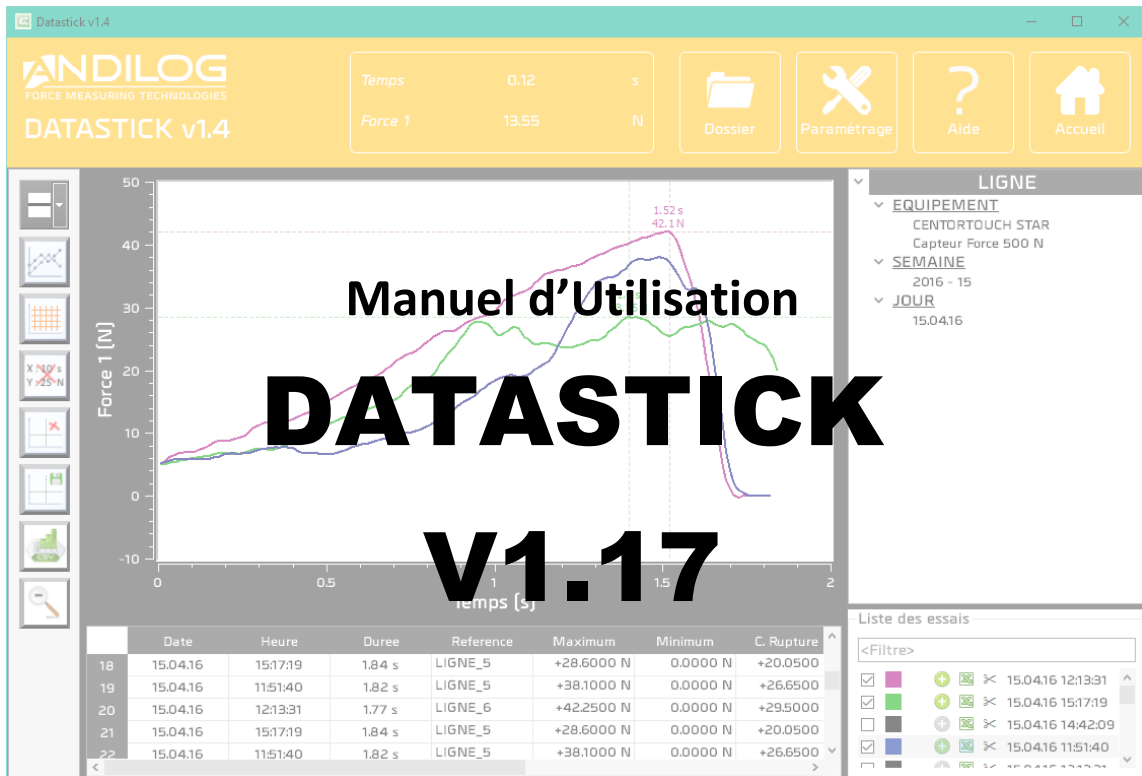 Datastick v1.4
ANDILOG
FORCE MEASURING TECHNOLOGIES
DATASTICK v1.4
Temps 0.12 s
Force 1 13.55 N
Dossier
Paramétrage
Aide
Accueil
Manuel d’Utilisation
DATASTICK
V1.17
X : 10 s
Y : 25 N
CSV
Force 1 (N)
50
40
30
20
10
0
-10
1.52 s
42.1 N
0 0.5 1 1.5 2
Temps (s)
LIGNE
EQUIPEMENT
CENTORTOUCH STAR
Capteur Force 500 N
SEMAINE
2016 - 15
JOUR
15.04.16
Date Heure Duree Reference Maximum Minimum C. Rupture
18 15.04.16 15:17:19 1.84 s LIGNE_5 +28.6000 N 0.0000 N +20.0500
19 15.04.16 11:51:40 1.82 s LIGNE_5 +38.1000 N 0.0000 N +26.6500
20 15.04.16 12:13:31 1.77 s LIGNE_6 +42.2500 N 0.0000 N +29.5000
21 15.04.16 15:17:19 1.84 s LIGNE_5 +28.6000 N 0.0000 N +20.0500
22 15.04.16 11:51:40 1.82 s LIGNE_5 +38.1000 N 0.0000 N +26.6500
Liste des essais
<Filtre>
15.04.16 12:13:31
15.04.16 15:17:19
15.04.16 14:42:09
15.04.16 11:51:40
15.04.16 12:13:31